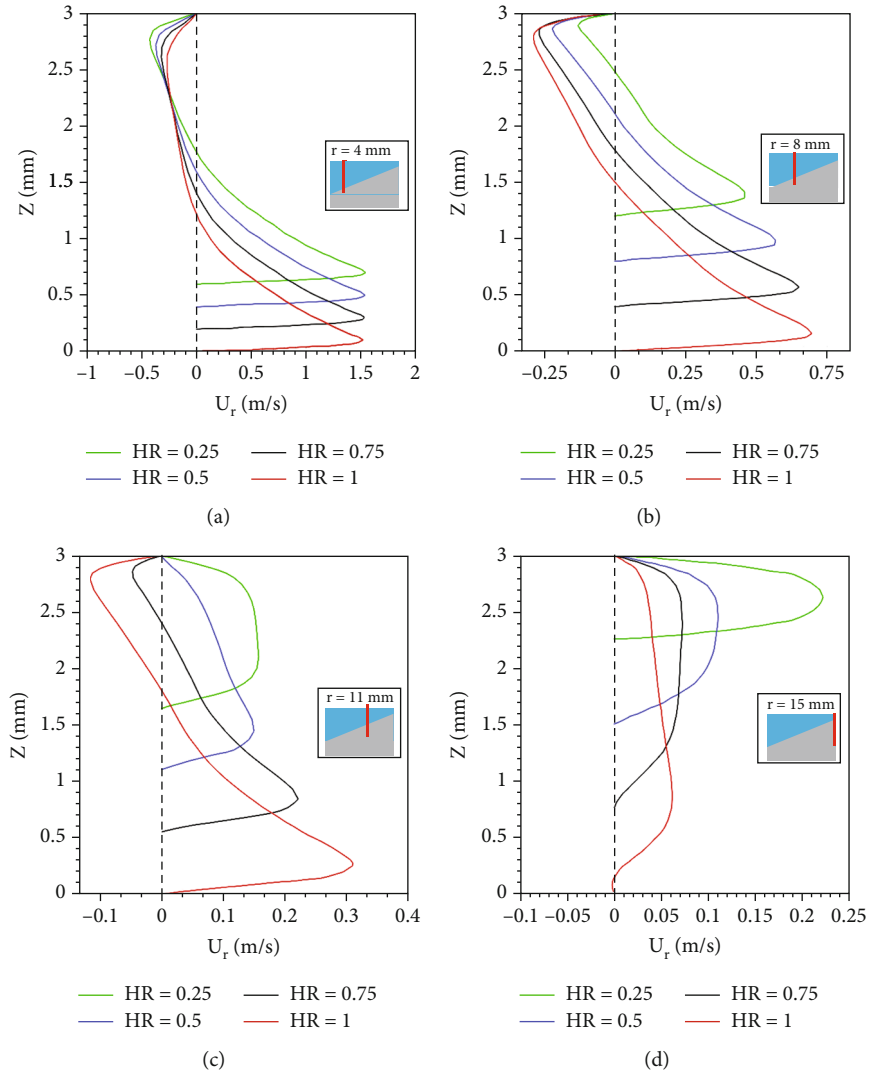 3
2.5
2
1.5
1
0.5
0
Z (mm)
r = 4 mm
−1 −0.5 0 0.5 1 1.5 2
U_r (m/s)
HR = 0.25 HR = 0.75
HR = 0.5 HR = 1
(a)
3
2.5
2
1.5
1
0.5
0
Z (mm)
r = 8 mm
−0.25 0 0.25 0.5 0.75
U_r (m/s)
HR = 0.25 HR = 0.75
HR = 0.5 HR = 1
(b)
3
2.5
2
1.5
1
0.5
0
Z (mm)
r = 11 mm
−0.1 0 0.1 0.2 0.3 0.4
U_r (m/s)
HR = 0.25 HR = 0.75
HR = 0.5 HR = 1
(c)
3
2.5
2
1.5
1
0.5
0
Z (mm)
r = 15 mm
−0.1 −0.05 0 0.05 0.1 0.15 0.2 0.25
U_r (m/s)
HR = 0.25 HR = 0.75
HR = 0.5 HR = 1
(d)